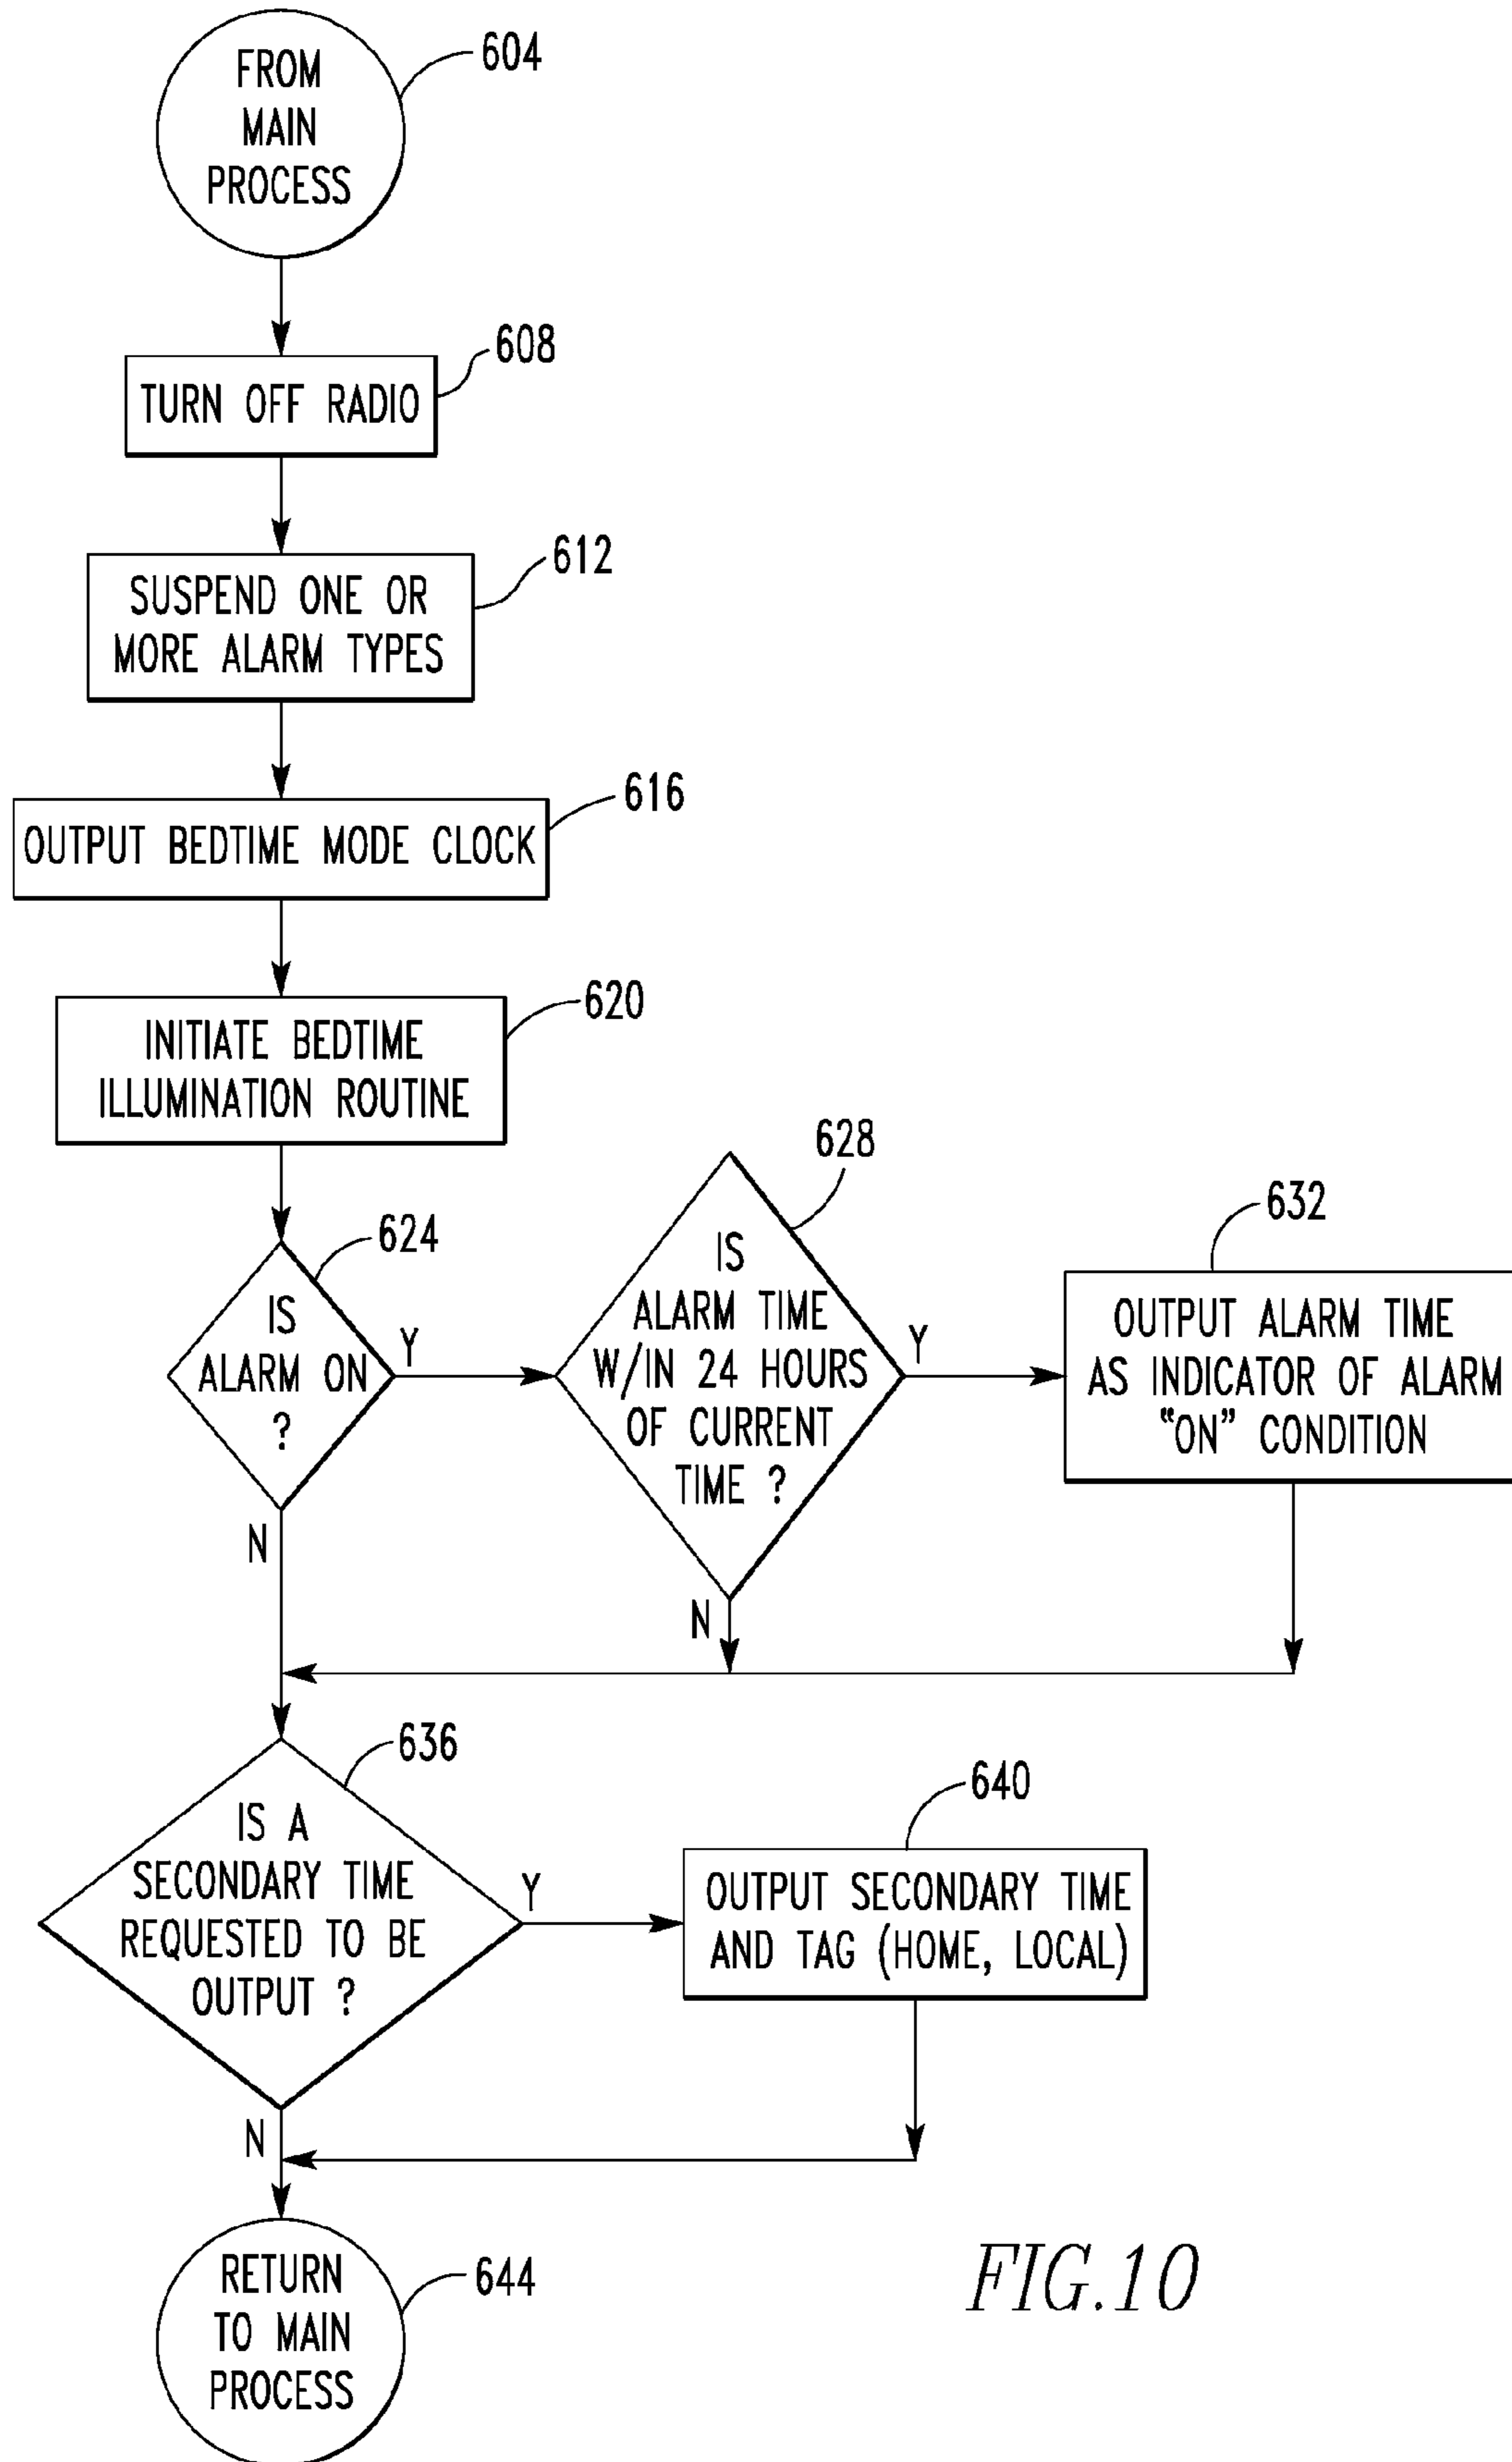 FROM
MAIN
PROCESS
604
TURN OFF RADIO
608
SUSPEND ONE OR
MORE ALARM TYPES
612
OUTPUT BEDTIME MODE CLOCK
616
INITIATE BEDTIME
ILLUMINATION ROUTINE
620
IS
ALARM ON
?
624
Y
N
IS
ALARM TIME
W/IN 24 HOURS
OF CURRENT
TIME ?
628
Y
N
OUTPUT ALARM TIME
AS INDICATOR OF ALARM
“ON” CONDITION
632
IS A
SECONDARY TIME
REQUESTED TO BE
OUTPUT ?
636
Y
N
OUTPUT SECONDARY TIME
AND TAG (HOME, LOCAL)
640
RETURN
TO MAIN
PROCESS
644
FIG.10